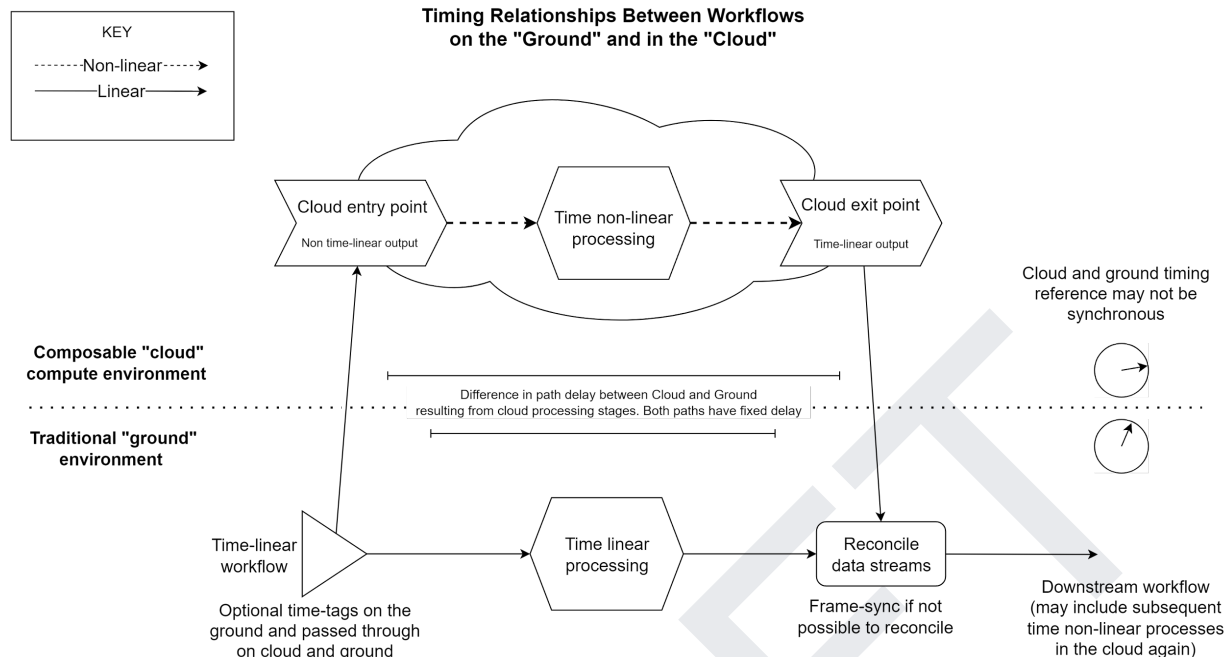 Timing Relationships Between Workflows
on the "Ground" and in the "Cloud"
KEY
Non-linear
Linear
Cloud entry point
Non time-linear output
Time non-linear
processing
Cloud exit point
Time-linear output
Cloud and ground timing
reference may not be
synchronous
Composable "cloud"
compute environment
Difference in path delay between Cloud and Ground
resulting from cloud processing stages. Both paths have fixed delay
Traditional "ground"
environment
Time-linear
workflow
Time linear
processing
Reconcile
data streams
Optional time-tags on the
ground and passed through
on cloud and ground
Frame-sync if not
possible to reconcile
Downstream workflow
(may include subsequent
time non-linear processes
in the cloud again)